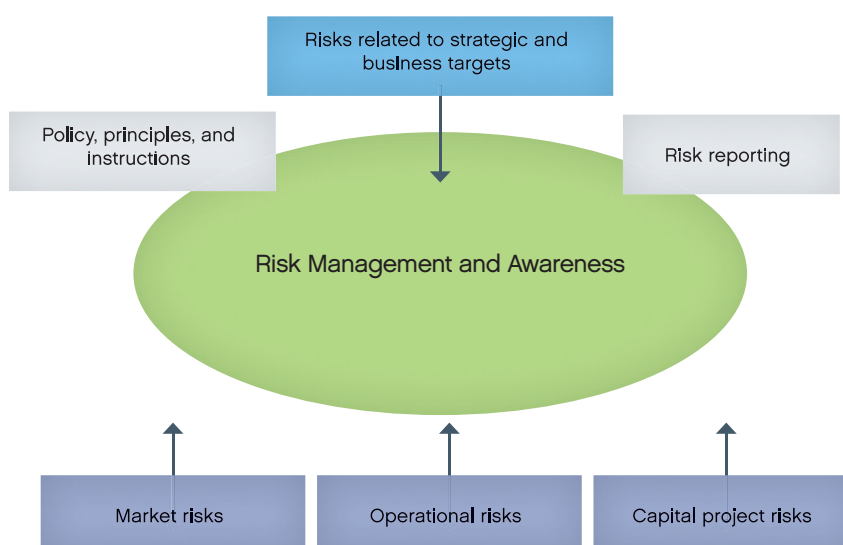 Risks related to strategic and
business targets
Policy, principles, and
instructions
Risk reporting
Risk Management and Awareness
Market risks
Operational risks
Capital project risks